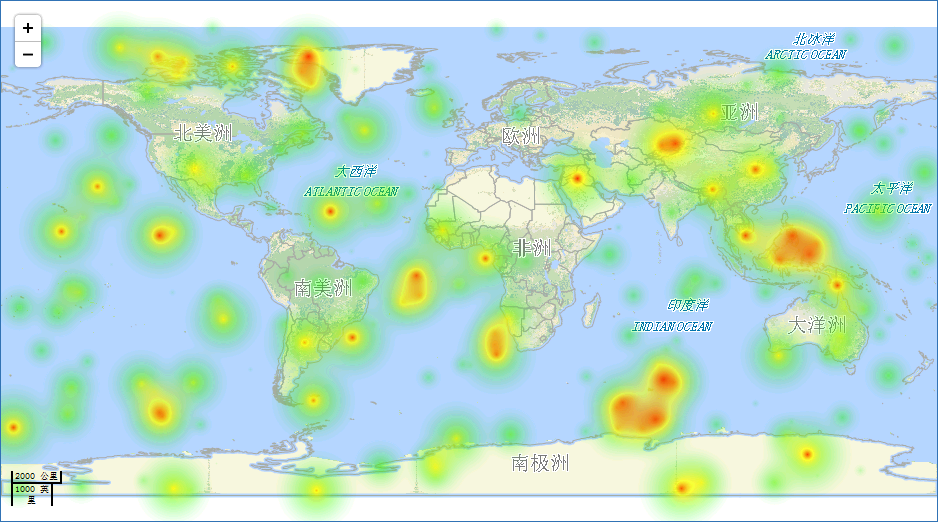 +
−
北冰洋
ARCTIC OCEAN
北美洲
欧洲
亚洲
大西洋
ATLANTIC OCEAN
太平洋
PACIFIC OCEAN
非洲
南美洲
印度洋
INDIAN OCEAN
大洋洲
南极洲
2000 公里
1000 英
里